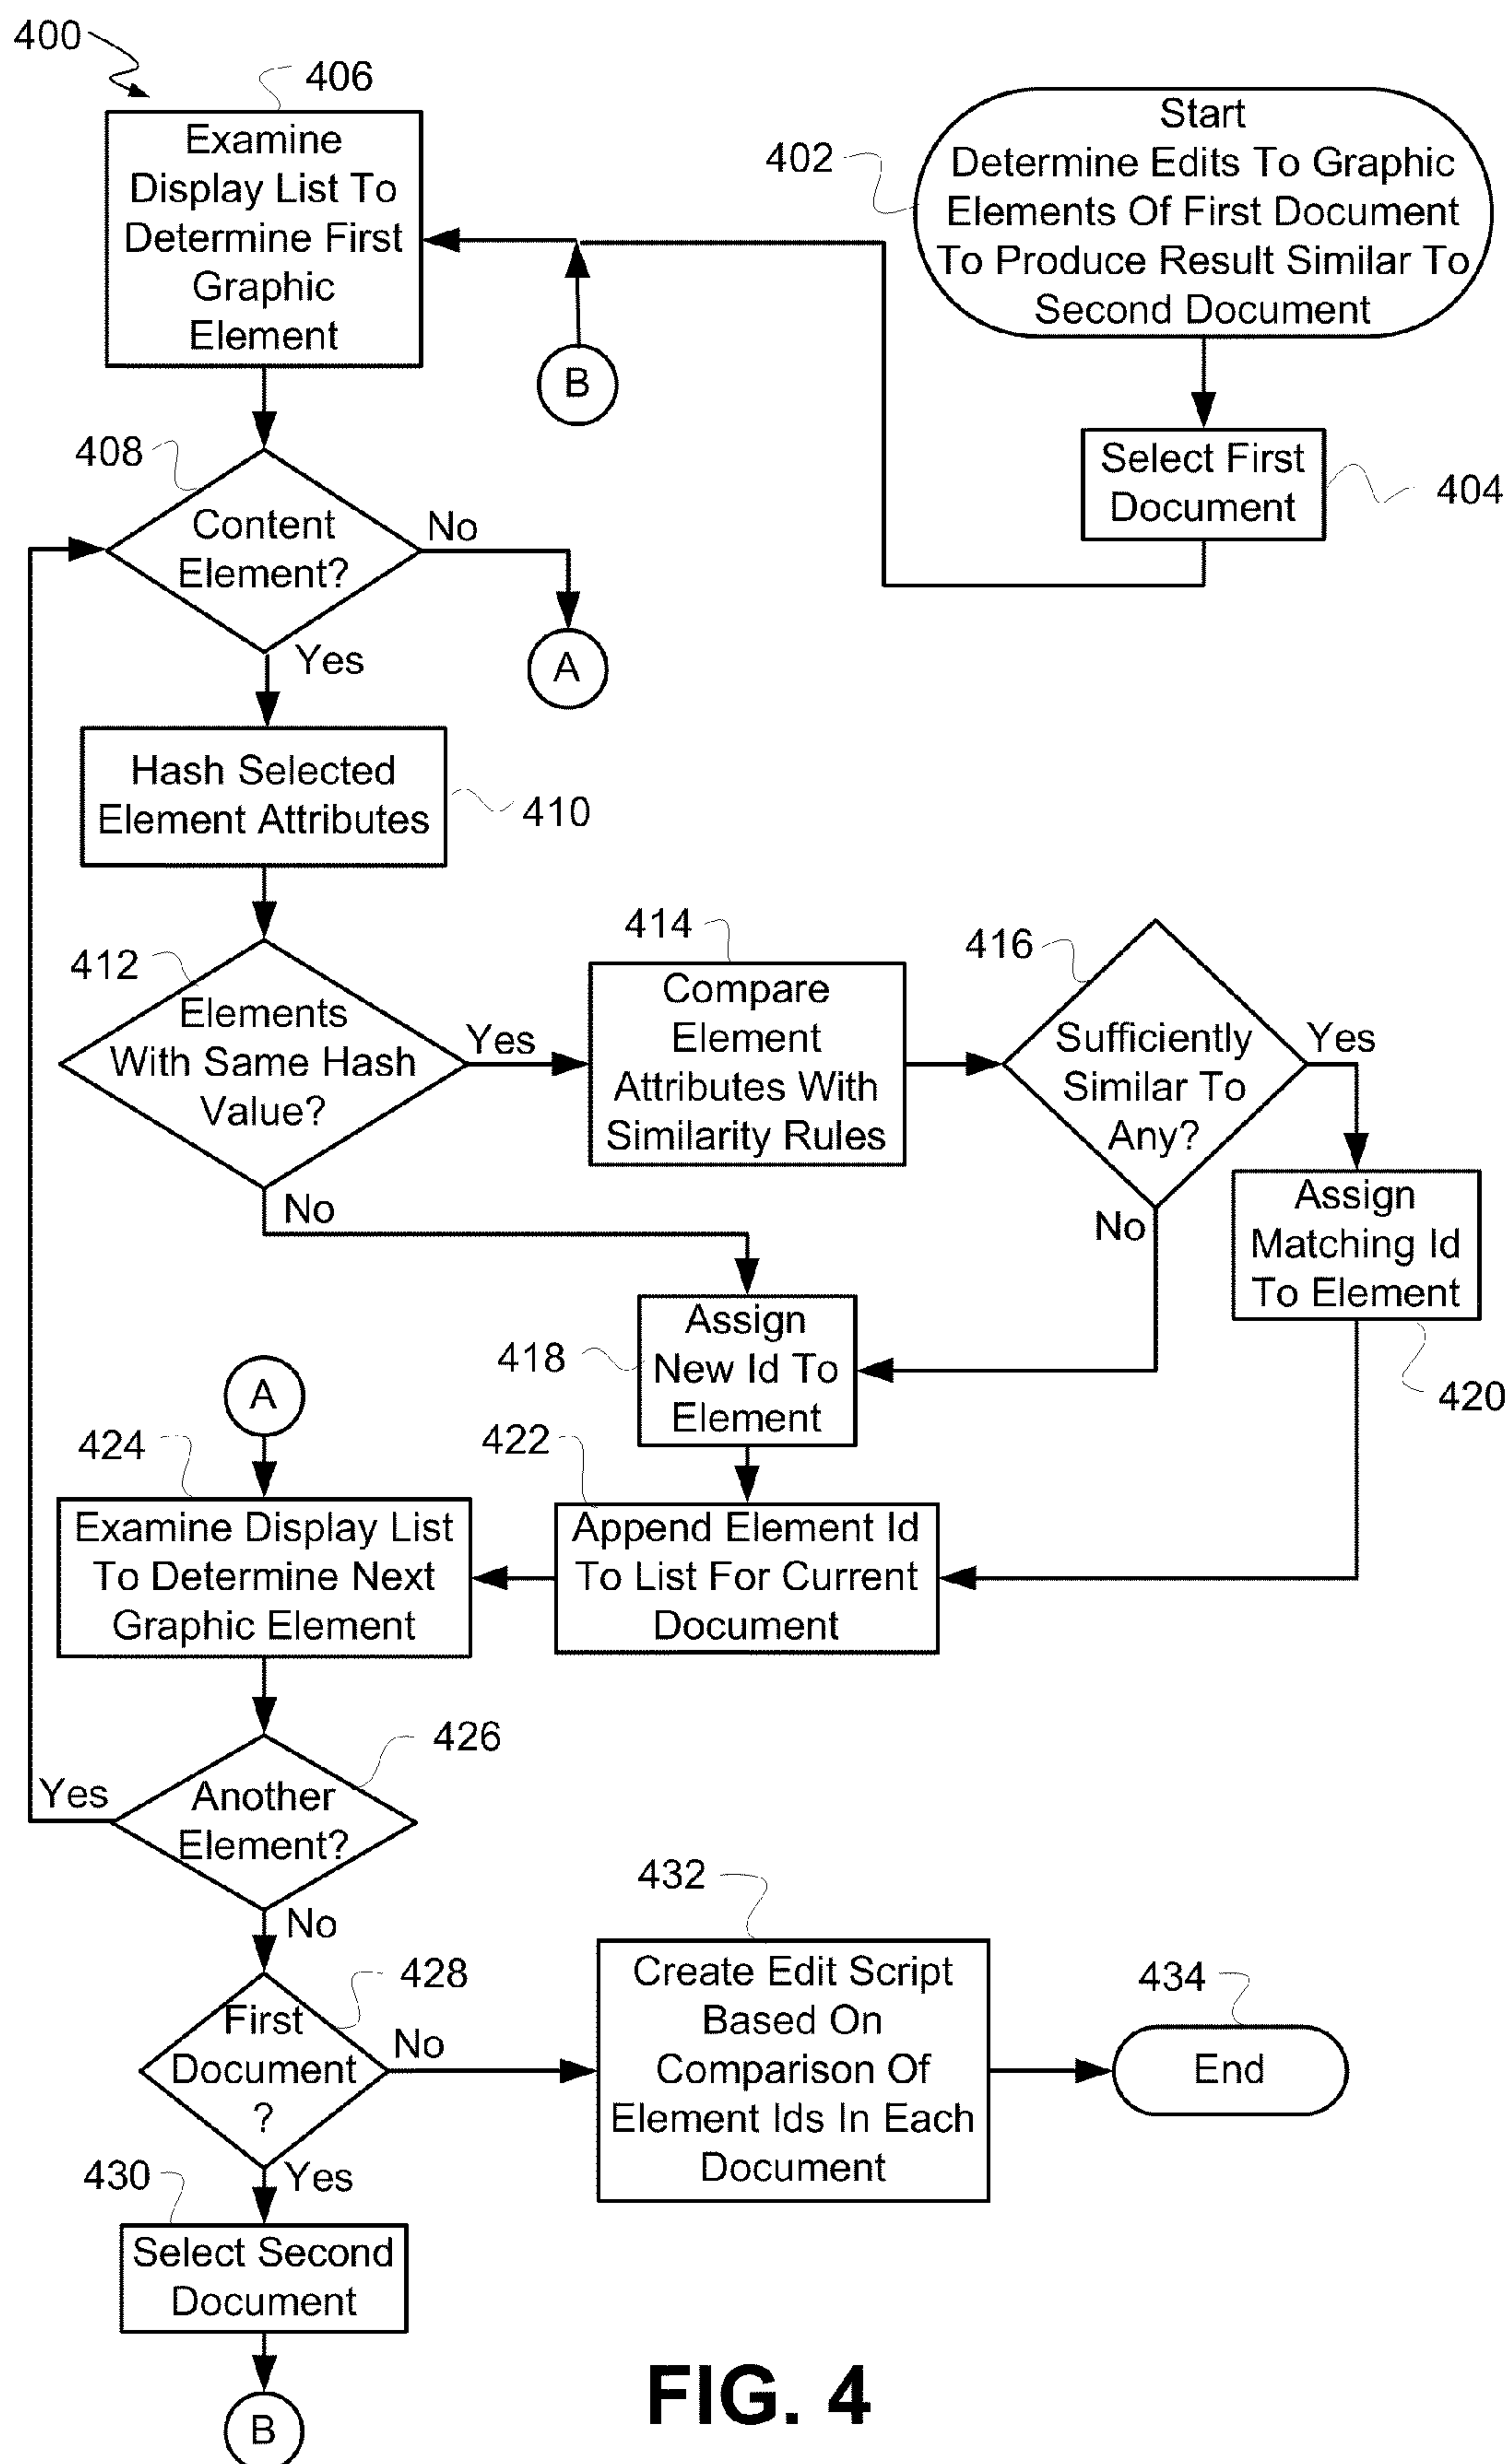 400
406
Examine
Display List To
Determine First
Graphic
Element
402
Start
Determine Edits To Graphic
Elements Of First Document
To Produce Result Similar To
Second Document
B
Select First
Document
404
408
Content
Element?
No
A
Yes
Hash Selected
Element Attributes
410
412
Elements
With Same Hash
Value?
Yes
No
414
Compare
Element
Attributes With
Similarity Rules
416
Sufficiently
Similar To
Any?
Yes
No
Assign
Matching Id
To Element
420
418
Assign
New Id To
Element
A
424
Examine Display List
To Determine Next
Graphic Element
422
Append Element Id
To List For Current
Document
426
Another
Element?
Yes
No
428
First
Document
?
No
Yes
432
Create Edit Script
Based On
Comparison Of
Element Ids In Each
Document
434
End
430
Select Second
Document
B
FIG. 4